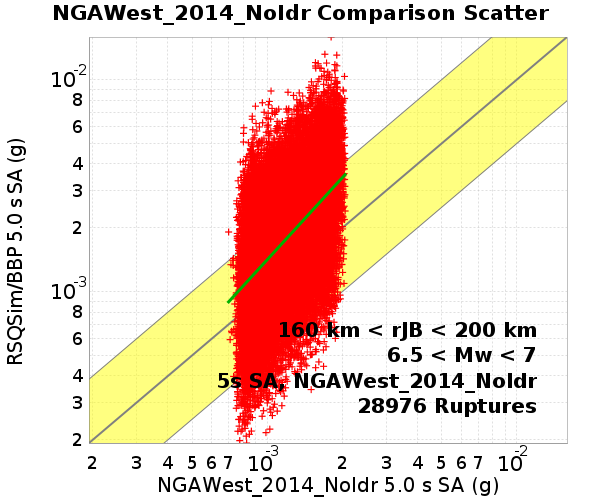 NGAWest_2014_NoIdr Comparison Scatter
RSQSim/BBP 5.0 s SA (g)
10-2
8
6
4
3
2
10-3
8
6
4
3
2
160 km < rJB < 200 km
6.5 < Mw < 7
5s SA, NGAWest_2014_NoIdr
28976 Ruptures
2 3 4 5 6 7 10-3 2 3 4 5 6 7 10-2
NGAWest_2014_NoIdr 5.0 s SA (g)